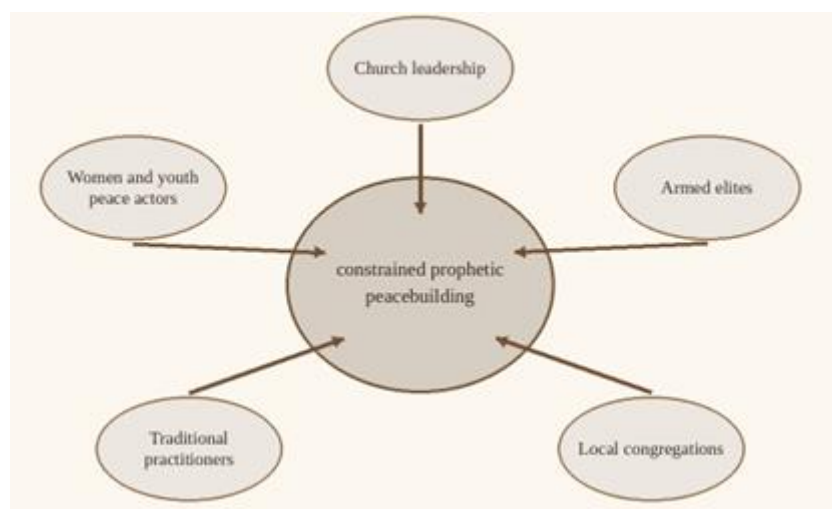 Church leadership
Women and youth
peace actors
Armed elites
constrained prophetic
peacebuilding
Traditional
practitioners
Local congregations